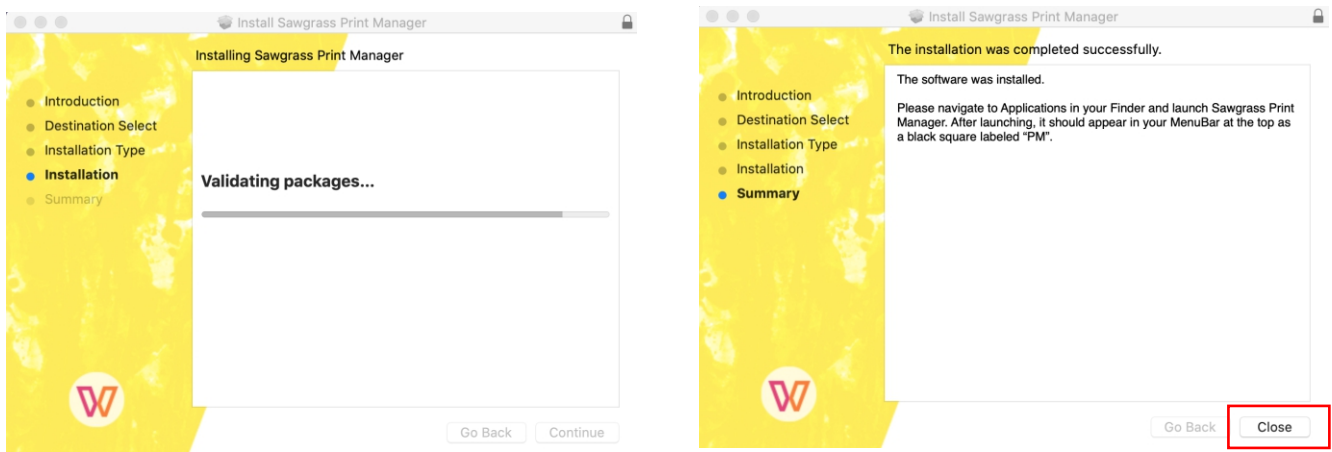 Install Sawgrass Print Manager
Installing Sawgrass Print Manager
Introduction
Destination Select
Installation Type
Installation
Summary
Validating packages...
Go Back
Continue
Install Sawgrass Print Manager
The installation was completed successfully.
Introduction
Destination Select
Installation Type
Installation
Summary
The software was installed.
Please navigate to Applications in your Finder and launch Sawgrass Print
Manager. After launching, it should appear in your MenuBar at the top as
a black square labeled “PM”.
Go Back
Close